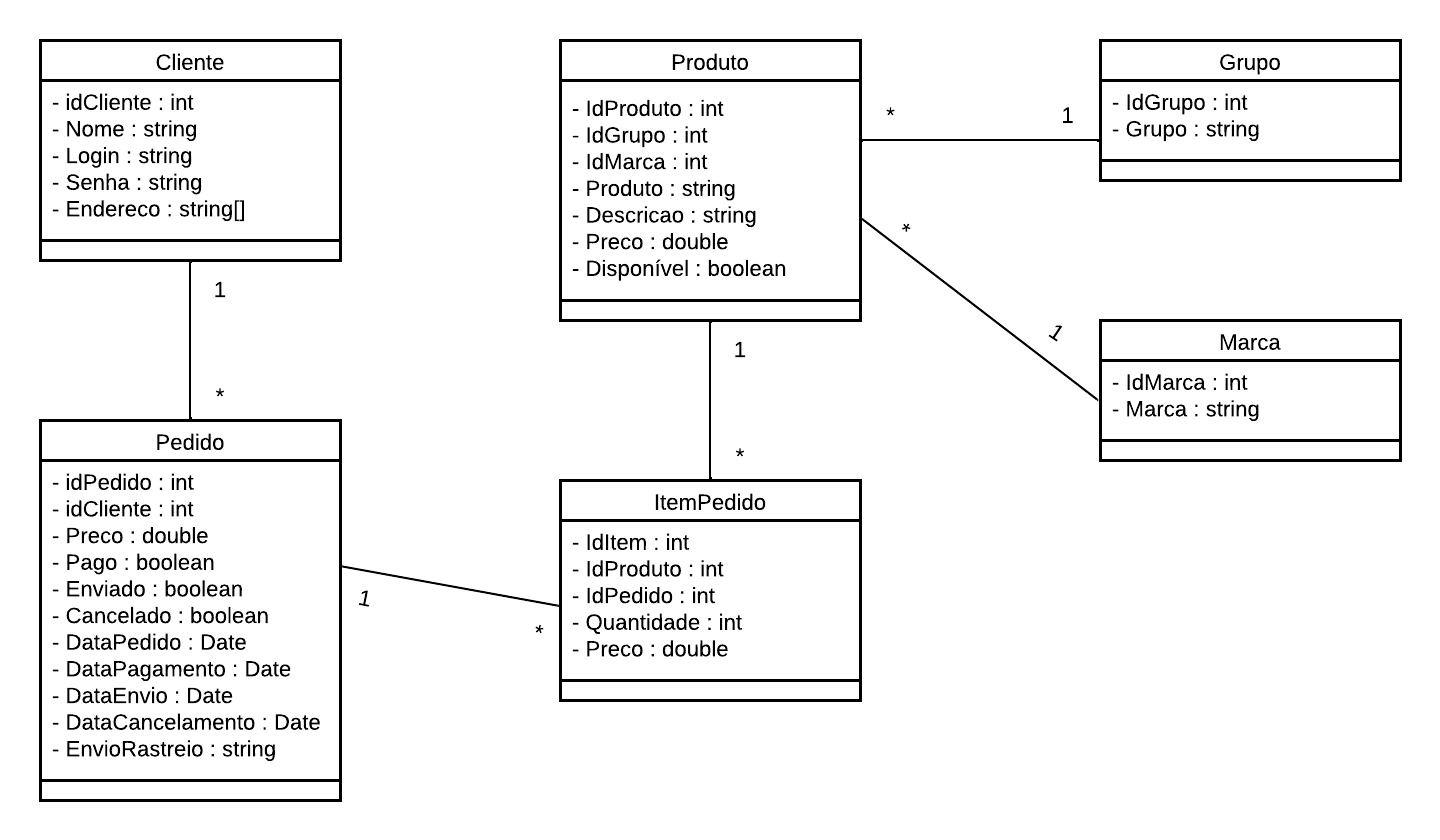 Cliente
- idCliente : int
- Nome : string
- Login : string
- Senha : string
- Endereco : string[]
1
*
Pedido
- idPedido : int
- idCliente : int
- Preco : double
- Pago : boolean
- Enviado : boolean
- Cancelado : boolean
- DataPedido : Date
- DataPagamento : Date
- DataEnvio : Date
- DataCancelamento : Date
- EnvioRastreio : string
1
*
Produto
- IdProduto : int
- IdGrupo : int
- IdMarca : int
- Produto : string
- Descricao : string
- Preco : double
- Disponível : boolean
1
*
ItemPedido
- IdItem : int
- IdProduto : int
- IdPedido : int
- Quantidade : int
- Preco : double
*
1
Grupo
- IdGrupo : int
- Grupo : string
*
1
Marca
- IdMarca : int
- Marca : string